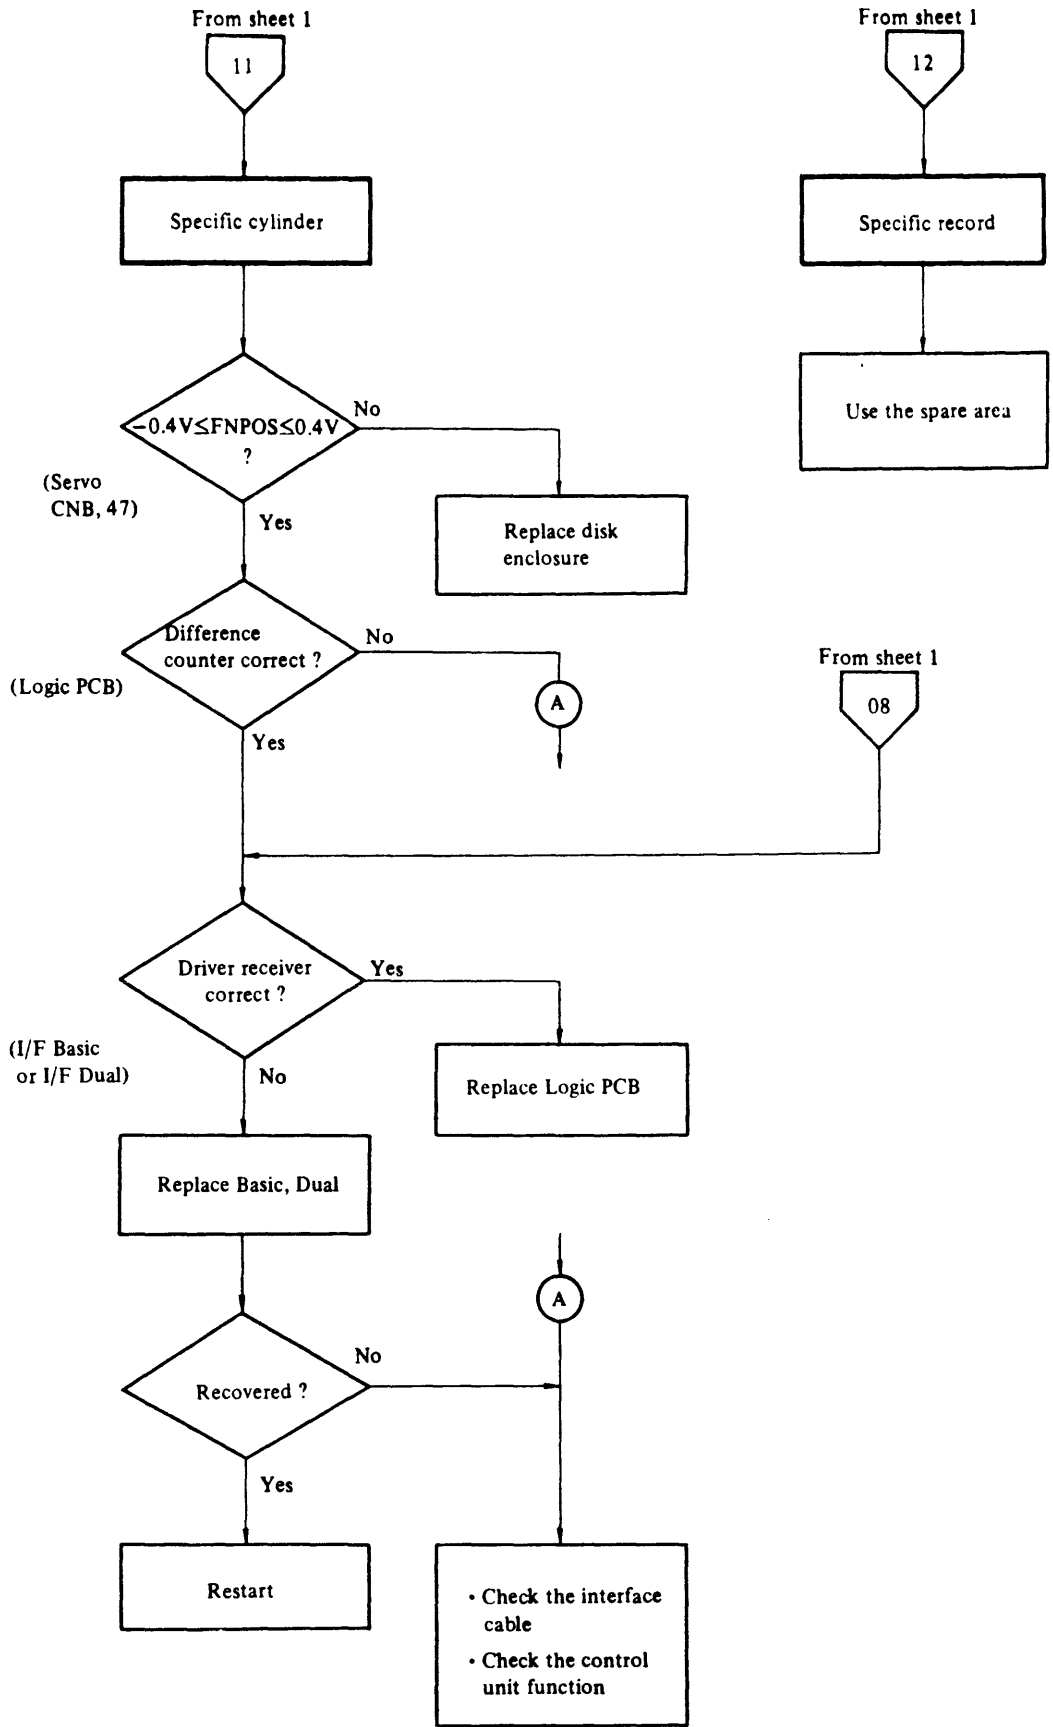 From sheet 1
11
From sheet 1
12
Specific cylinder
Specific record
−0.4V≤FNPOS≤0.4V
?
No
Use the spare area
(Servo
CNB, 47)
Yes
Replace disk
enclosure
Difference
counter correct ?
No
(Logic PCB)
From sheet 1
A
08
Yes
Driver receiver
correct ?
Yes
(I/F Basic
or I/F Dual)
No
Replace Logic PCB
Replace Basic, Dual
A
Recovered ?
No
Yes
Restart
• Check the interface
cable
• Check the control
unit function